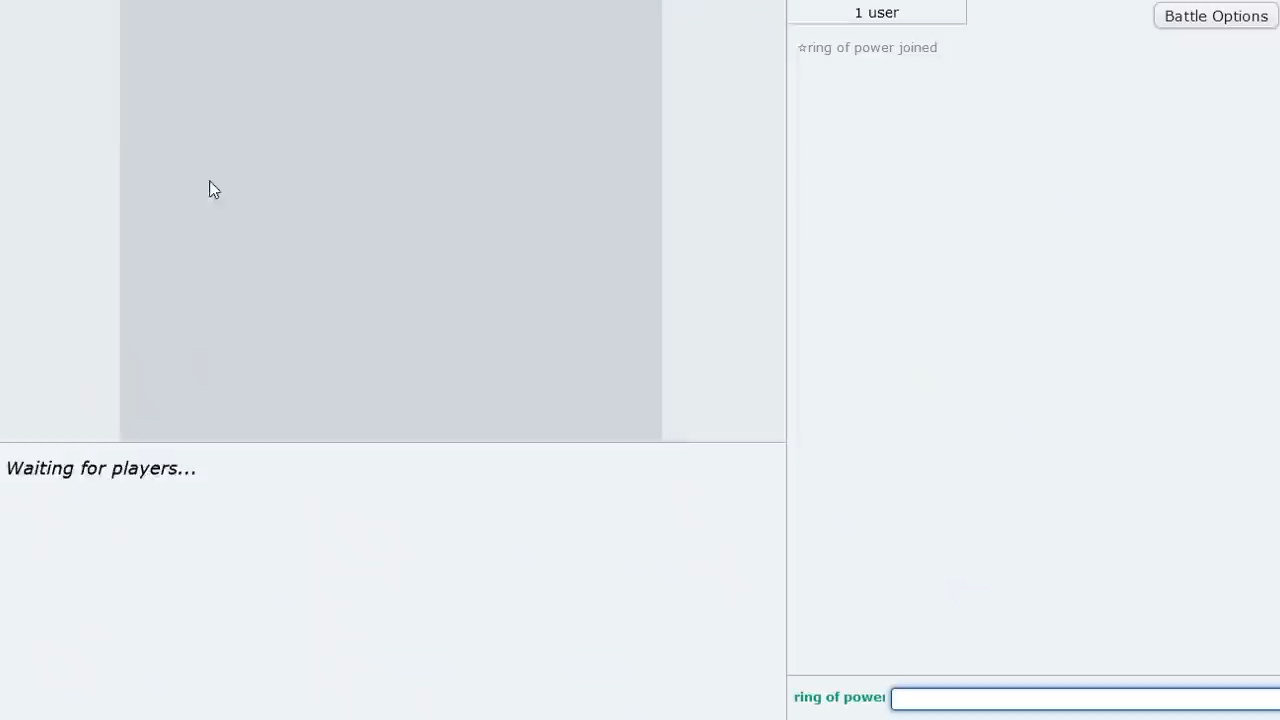 1 user
Battle Options
☆ring of power joined
Waiting for players...
ring of power